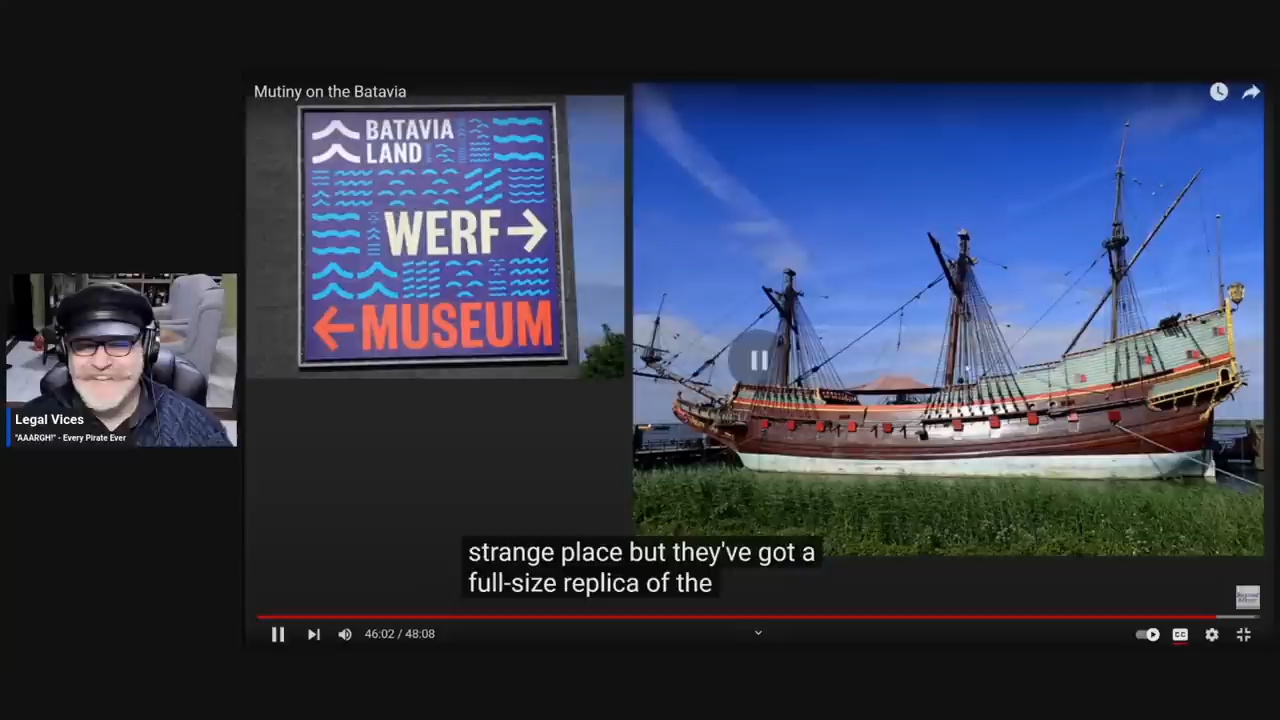 Mutiny on the Batavia
BATAVIA
LAND
WERF
MUSEUM
Legal Vices
"AAARGH!" - Every Pirate Ever
strange place but they've got a
full-size replica of the
46:02 / 48:08
CC